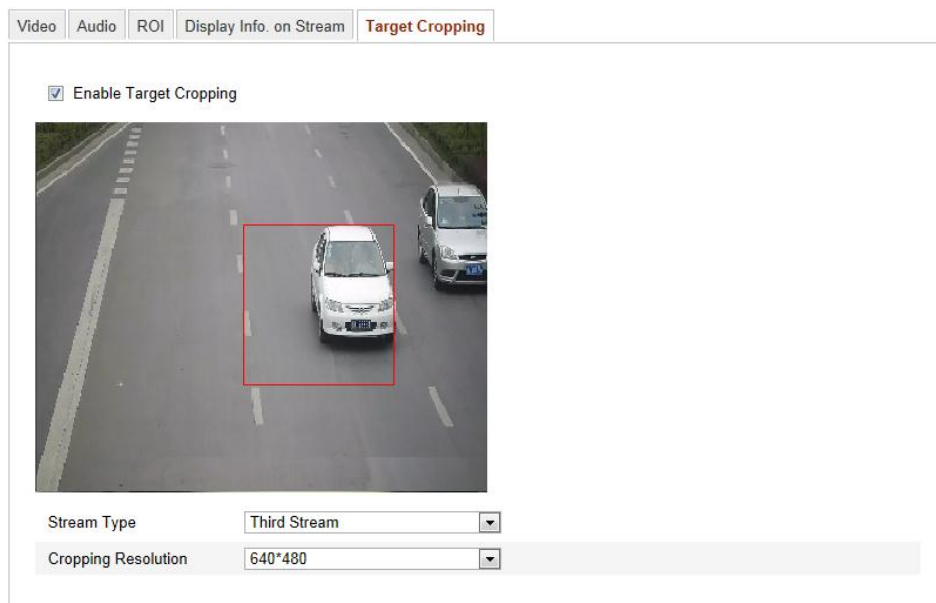 Video Audio ROI Display Info. on Stream Target Cropping
Enable Target Cropping
Stream Type Third Stream
Cropping Resolution 640*480